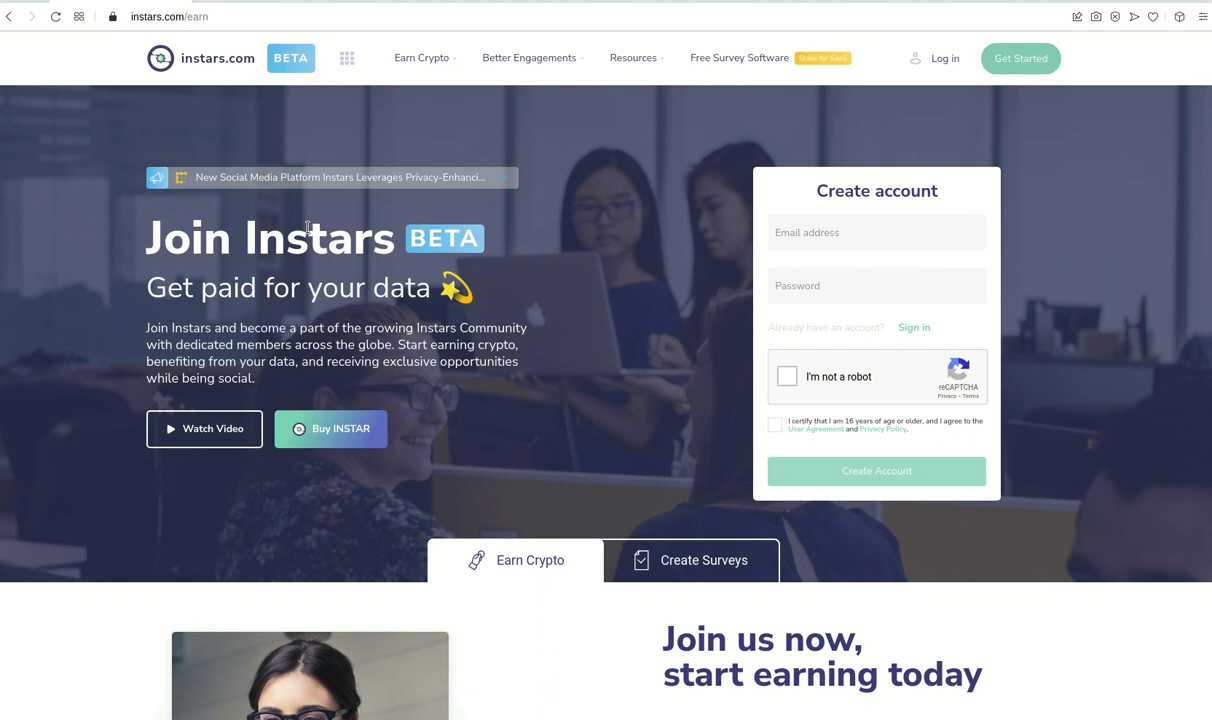 instars.com/earn
instars.com BETA Earn Crypto Better Engagements Resources Free Survey Software Stake for SaaS Log in Get Started
New Social Media Platform Instars Leverages Privacy-Enhanci...
Join Instars BETA
Get paid for your data
Join Instars and become a part of the growing Instars Community
with dedicated members across the globe. Start earning crypto,
benefiting from your data, and receiving exclusive opportunities
while being social.
Watch Video Buy INSTAR
Create account
Email address
Password
Already have an account? Sign in
I'm not a robot
reCAPTCHA
Privacy - Terms
I certify that I am 16 years of age or older, and I agree to the
User Agreement and Privacy Policy.
Create Account
Earn Crypto Create Surveys
Join us now,
start earning today